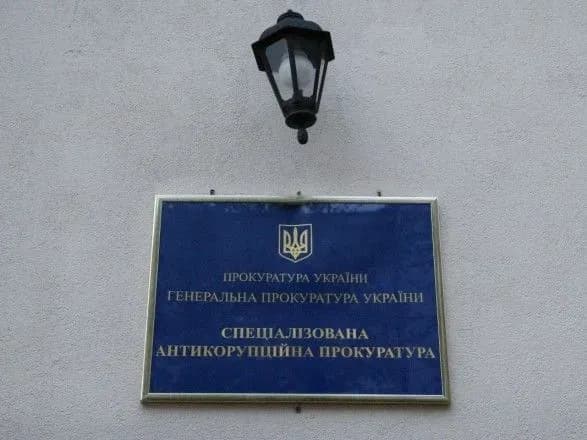 ПРОКУРАТУРА УКРАЇНИ
ГЕНЕРАЛЬНА ПРОКУРАТУРА УКРАЇНИ
СПЕЦІАЛІЗОВАНА
АНТИКОРУПЦІЙНА ПРОКУРАТУРА